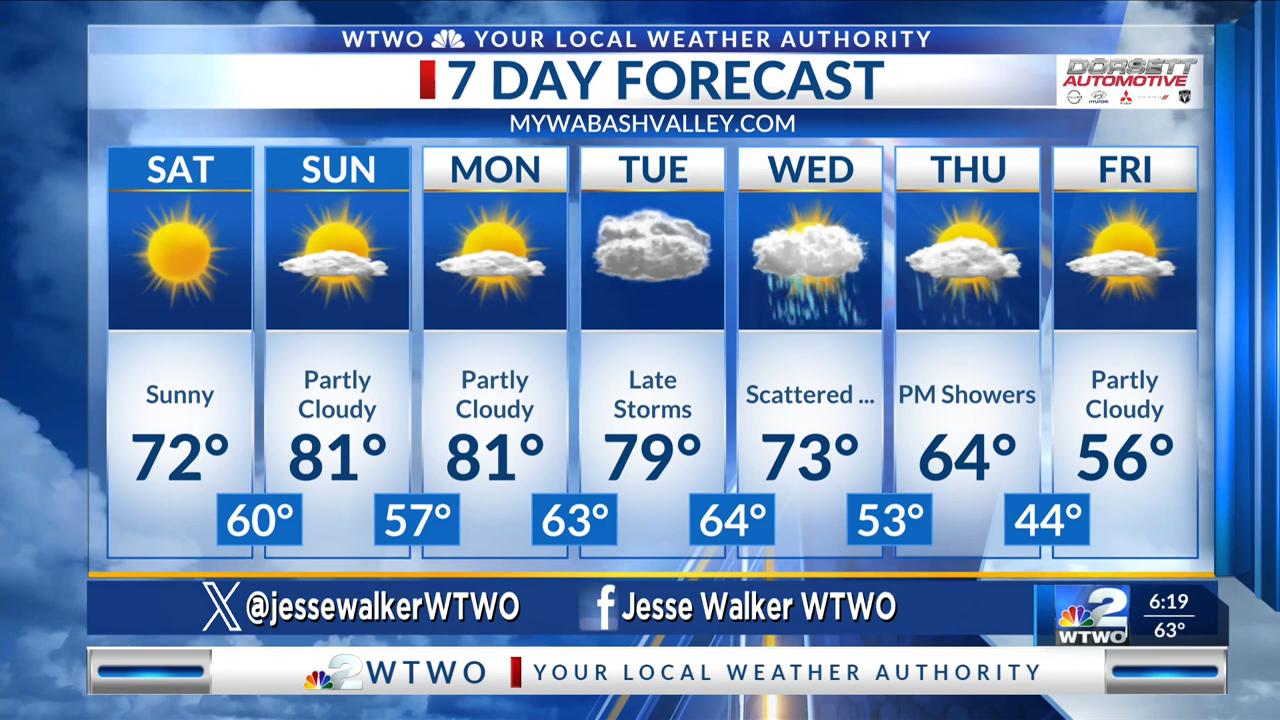 WTWO YOUR LOCAL WEATHER AUTHORITY
7 DAY FORECAST
DORSETT
AUTOMOTIVE
HYUNDAI
MYWABASHVALLEY.COM
SAT SUN MON TUE WED THU FRI
Sunny
Partly
Cloudy
Partly
Cloudy
Late
Storms
Scattered ...
PM Showers
Partly
Cloudy
72° 81° 81° 79° 73° 64° 56°
60° 57° 63° 64° 53° 44°
@jessewalkerWTWO
Jesse Walker WTWO
2
WTWO
6:19
63°
2 WTWO YOUR LOCAL WEATHER AUTHORITY